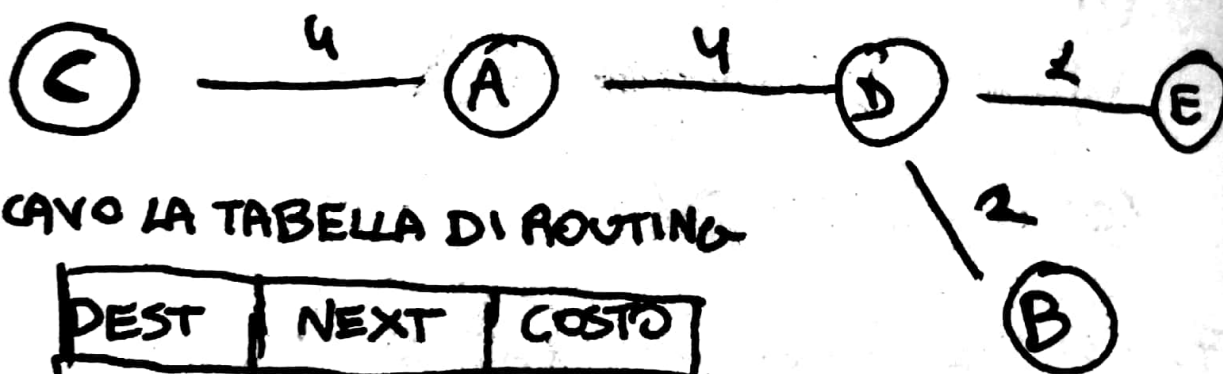 4 4 1
C A D E
CAVO LA TABELLA DI ROUTING 2
DEST NEXT COSTO B